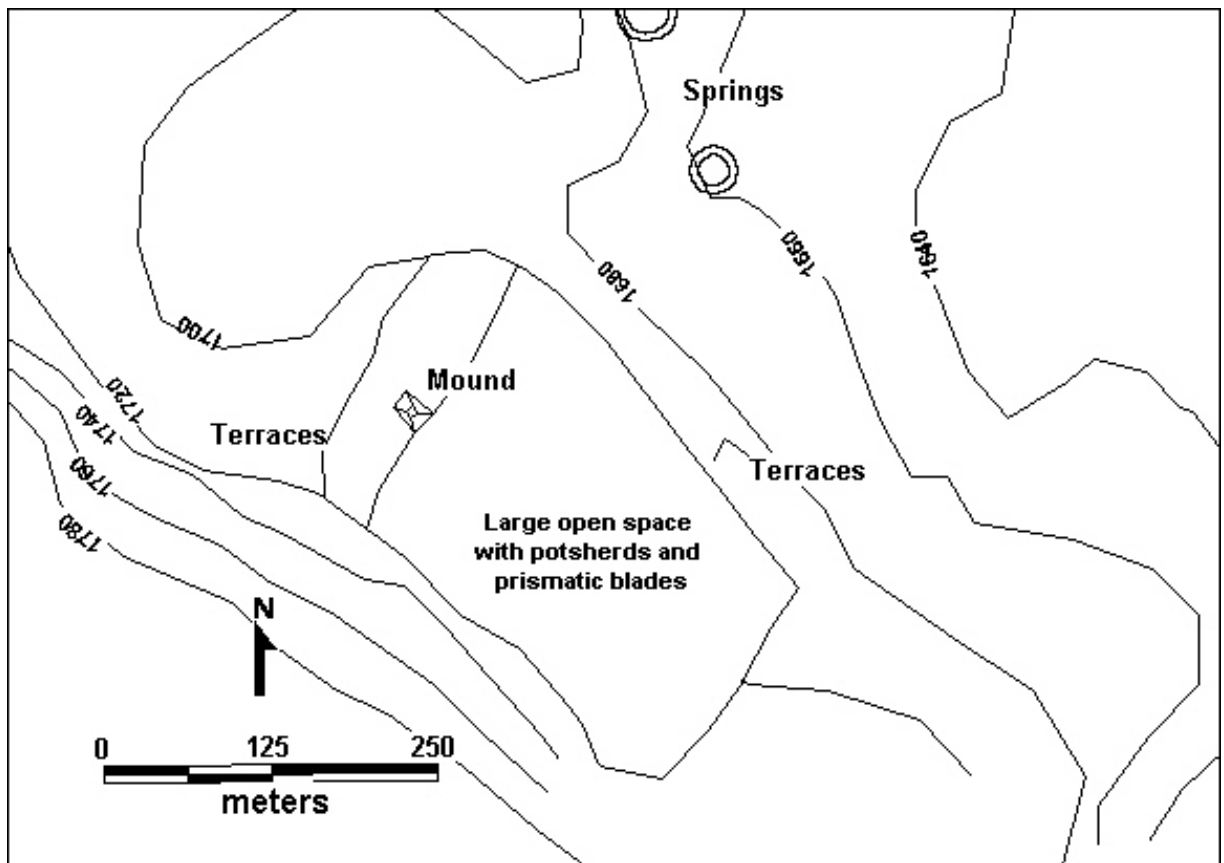 Springs
1680
1660
1640
1700
Mound
1720
1740
Terraces
1760
Terraces
1780
Large open space
with potsherds and
prismatic blades
N
0 125 250
meters